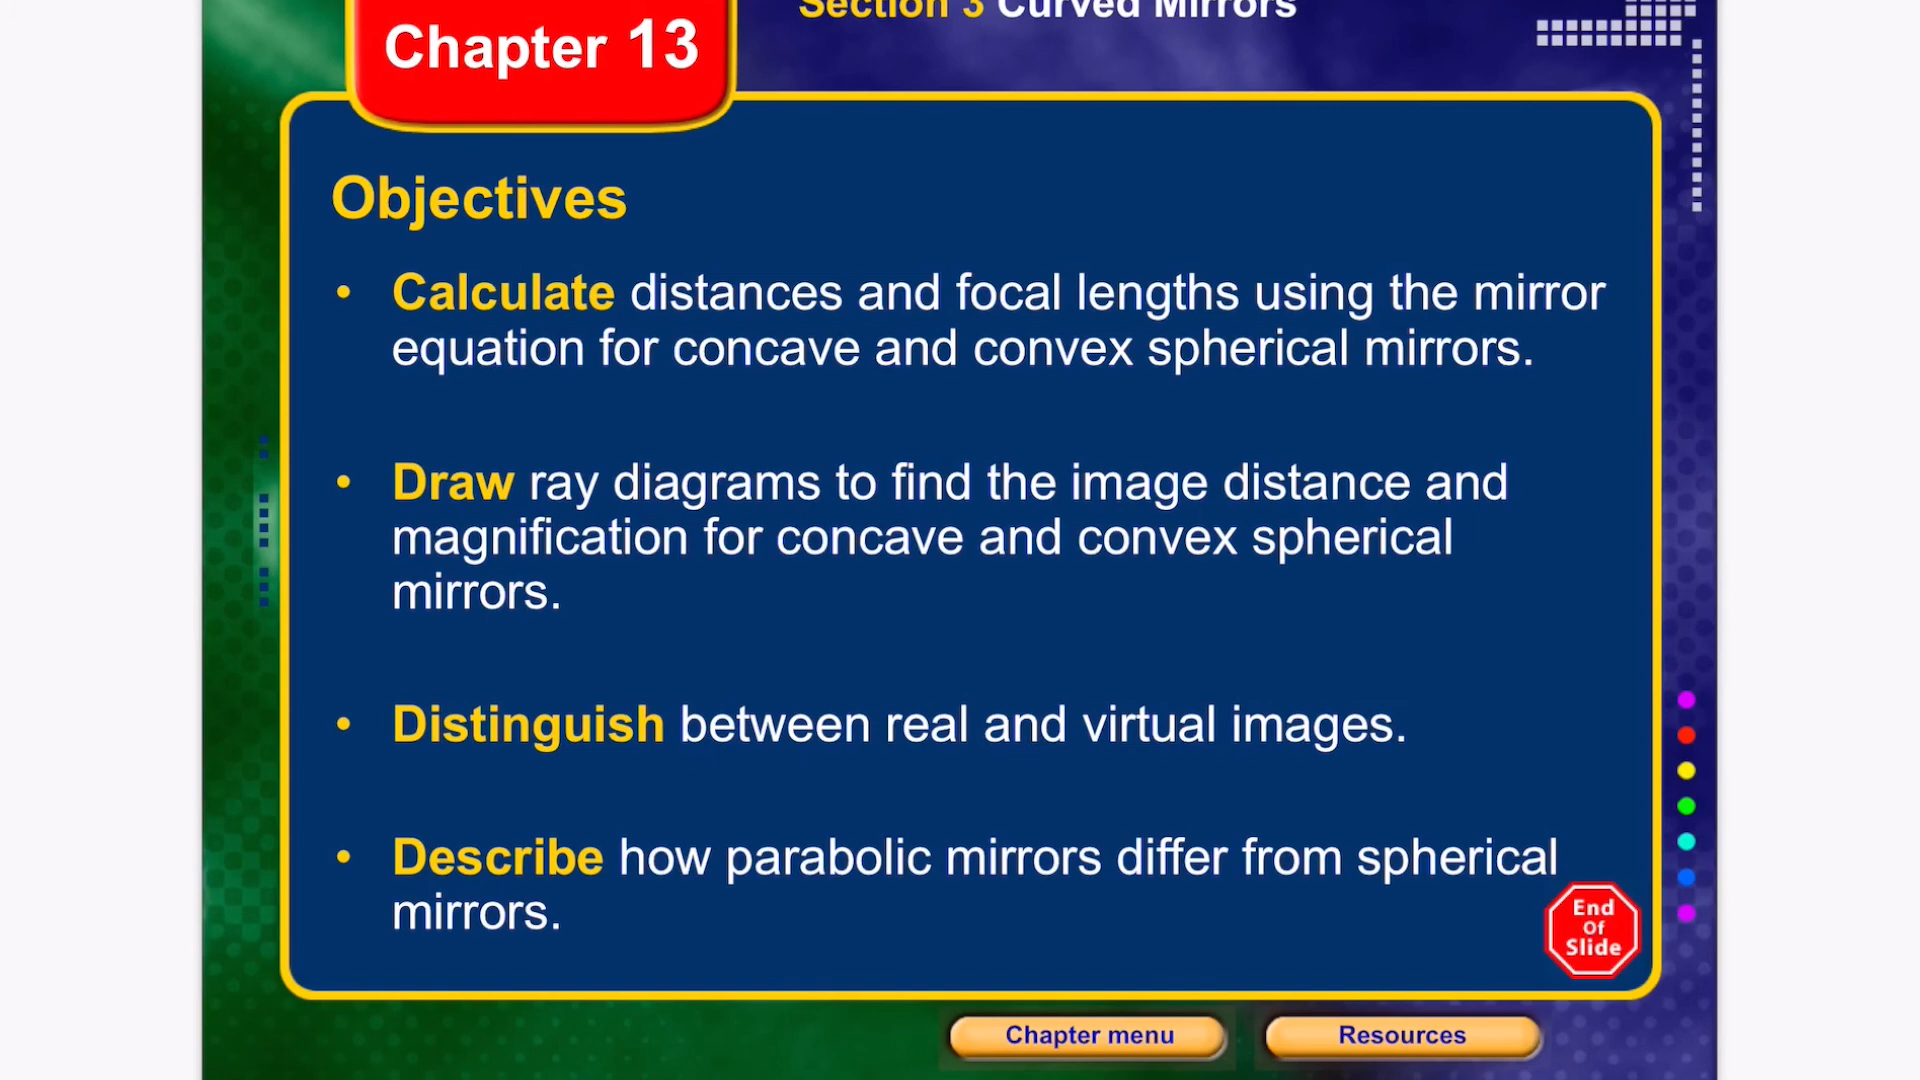 Section 3 Curved Mirrors
Chapter 13
Objectives
• Calculate distances and focal lengths using the mirror
equation for concave and convex spherical mirrors.
• Draw ray diagrams to find the image distance and
magnification for concave and convex spherical
mirrors.
• Distinguish between real and virtual images.
• Describe how parabolic mirrors differ from spherical
mirrors.
End
Of
Slide
Chapter menu
Resources